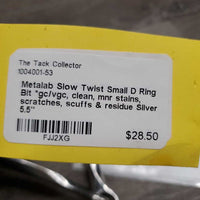 The Tack Collector
1004001-53
Metalab Slow Twist Small D Ring
Bit *gc/vgc, clean, mnr stains,
scratches, scuffs & residue Silver
5.5"
FJJ2XG
$28.50